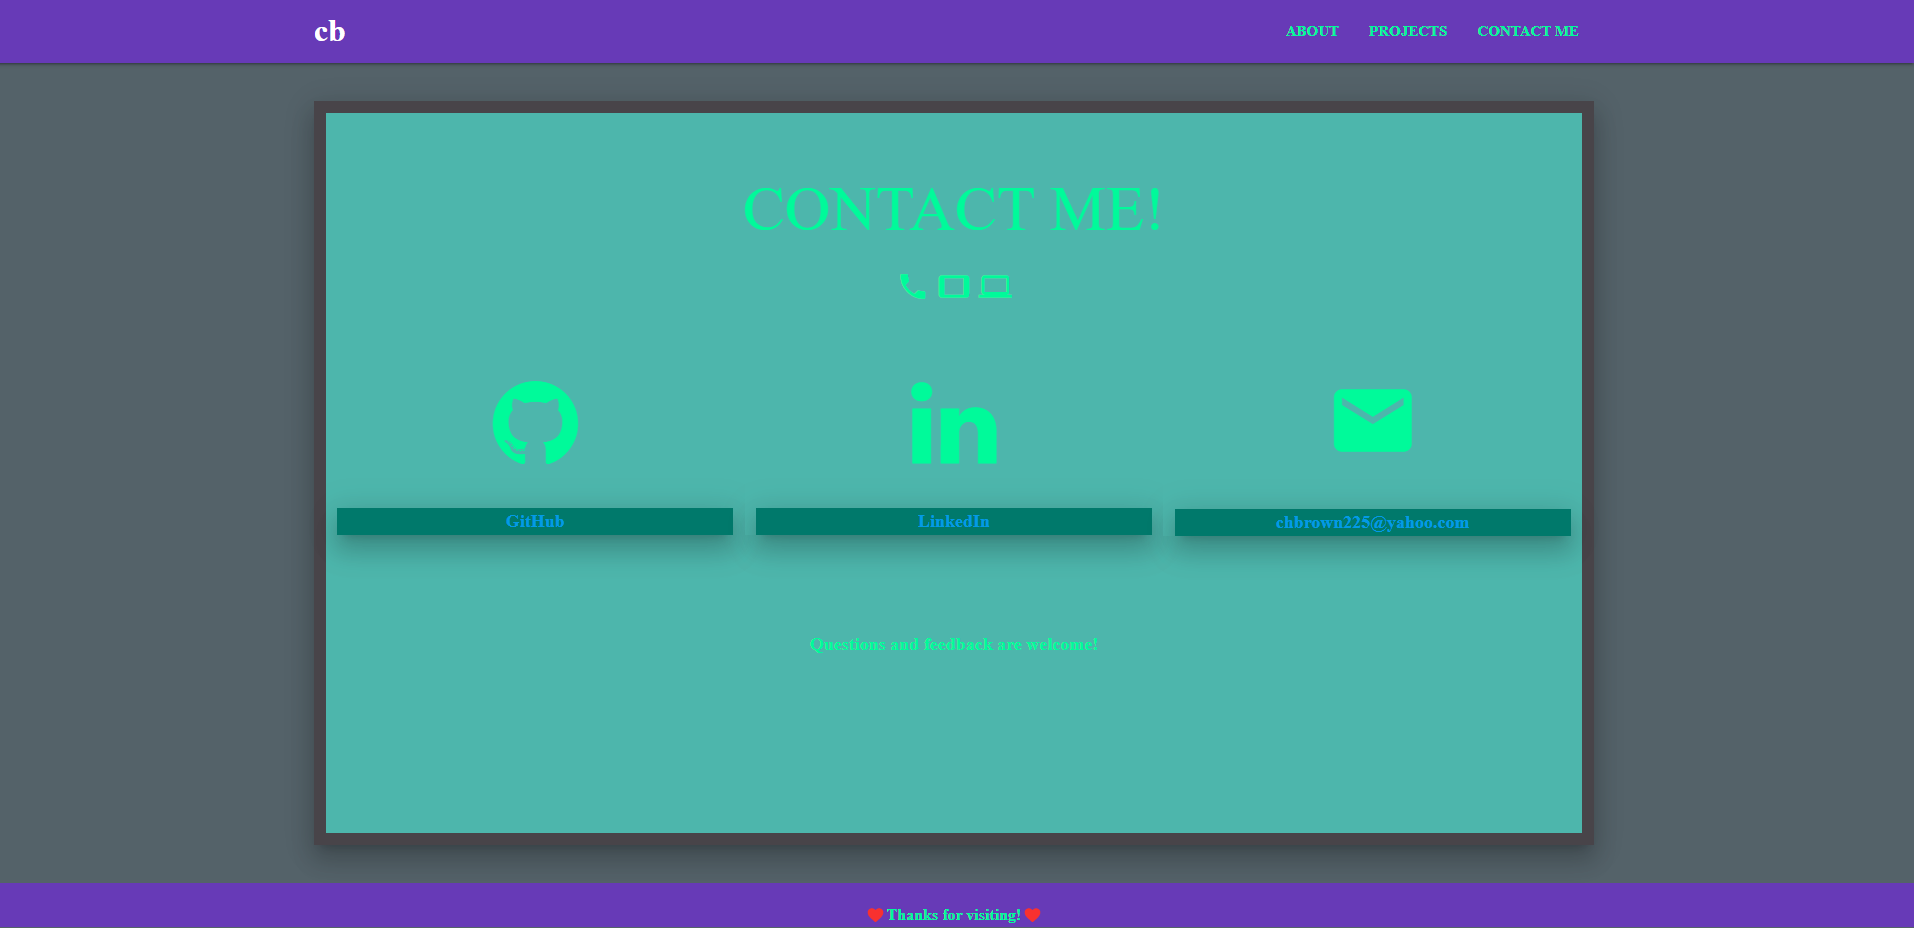 cb
ABOUT PROJECTS CONTACT ME
CONTACT ME!
GitHub
LinkedIn
chbrown225@yahoo.com
Questions and feedback are welcome!
Thanks for visiting!